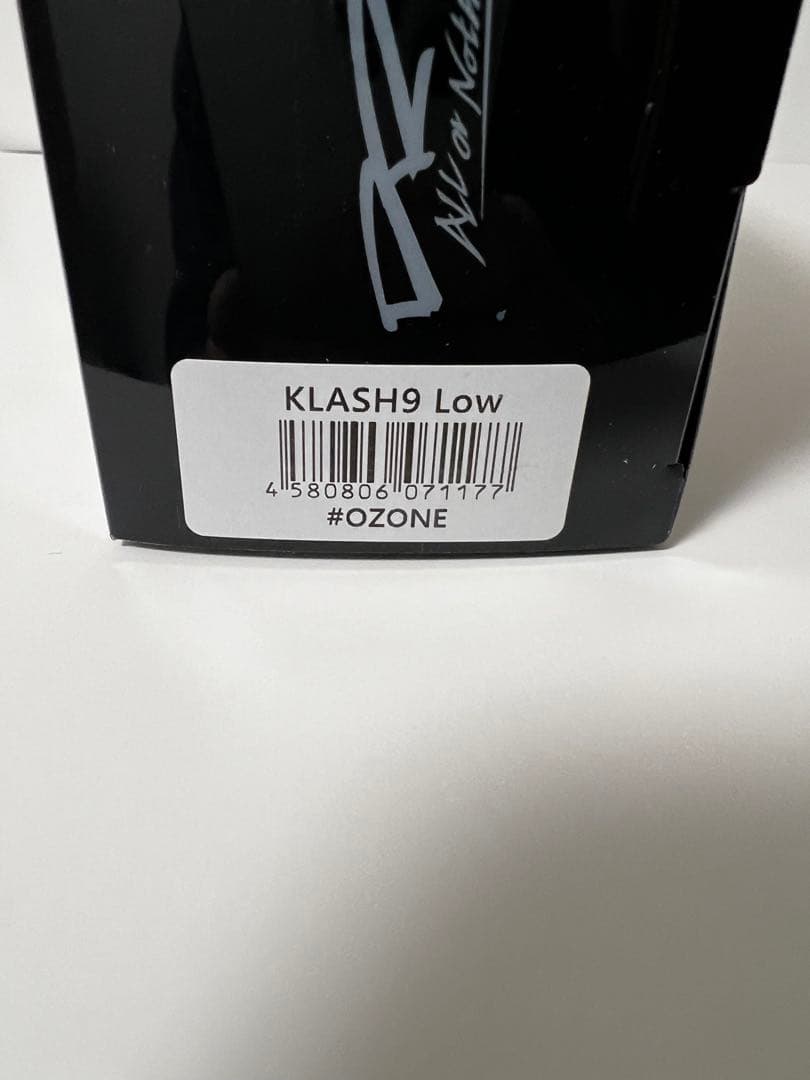 All or Noth
KLASH9 Low
4 580806 071177
#OZONE